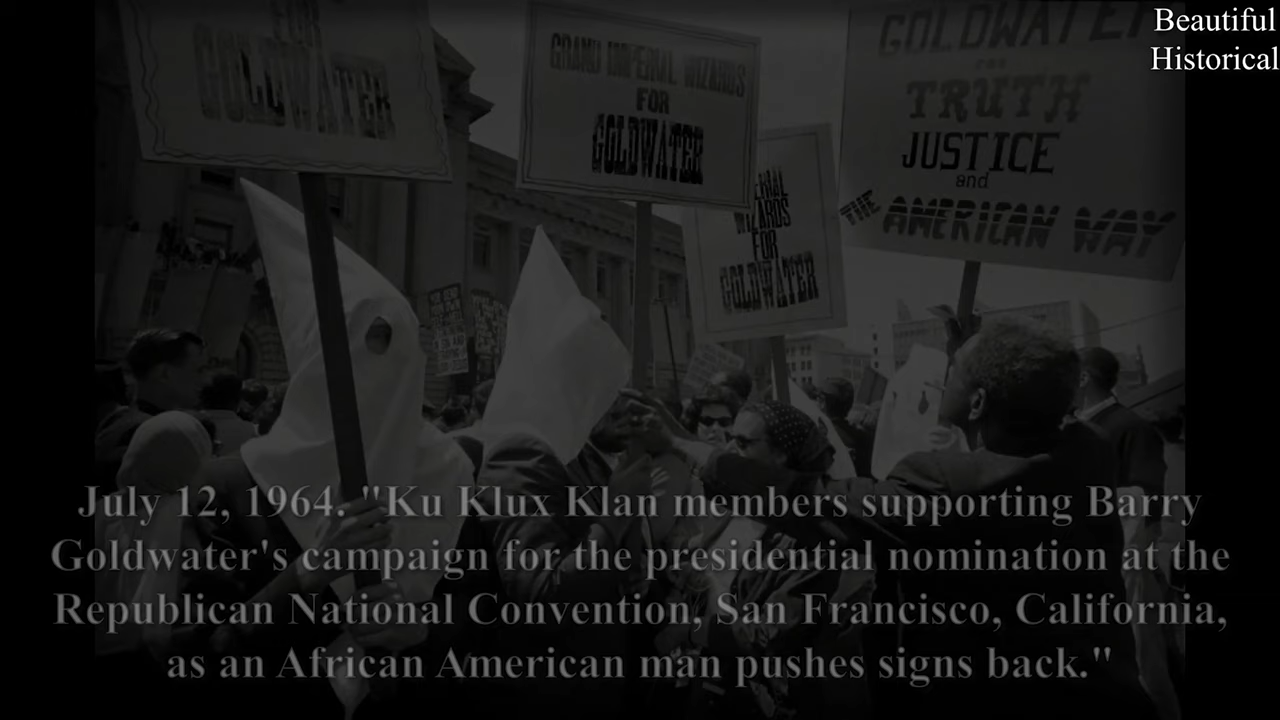 Beautiful
Historical
FOR
GOLDWATER
GRAND IMPERIAL WIZARDS
FOR
GOLDWATER
WIZARDS
FOR
GOLDWATER
GOLDWATER
FOR
TRUTH
JUSTICE
and
THE AMERICAN WAY
July 12, 1964. "Ku Klux Klan members supporting Barry
Goldwater's campaign for the presidential nomination at the
Republican National Convention, San Francisco, California,
as an African American man pushes signs back."